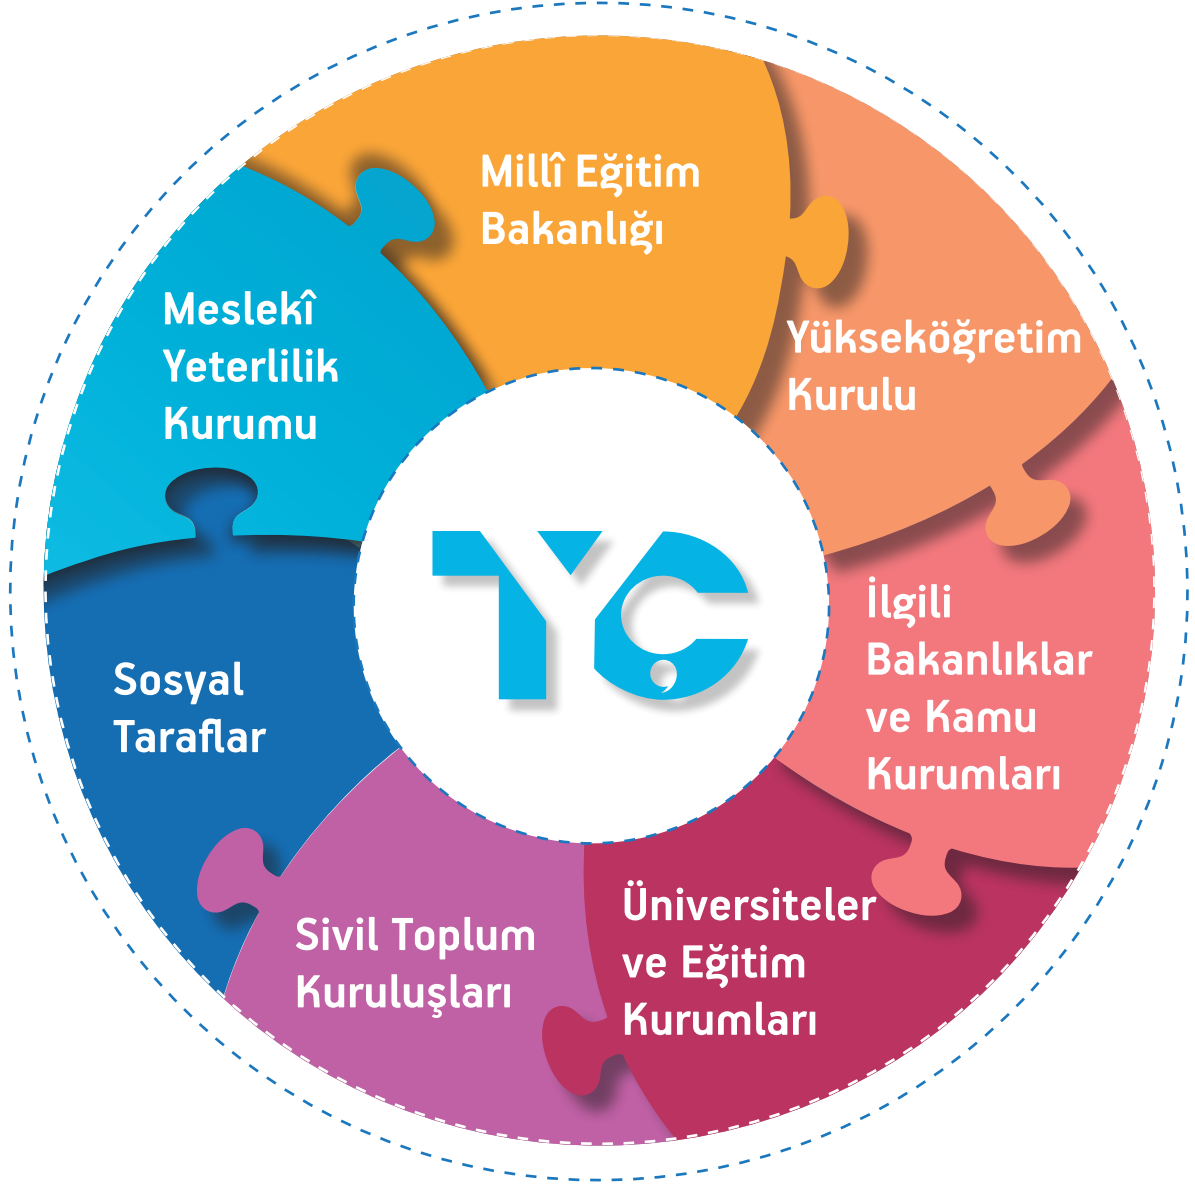 Millî Eğitim
Bakanlığı
Yükseköğretim
Kurulu
İlgili
Bakanlıklar
ve Kamu
Kurumları
Üniversiteler
ve Eğitim
Kurumları
Sivil Toplum
Kuruluşları
Sosyal
Taraflar
Meslekî
Yeterlilik
Kurumu
TYÇ